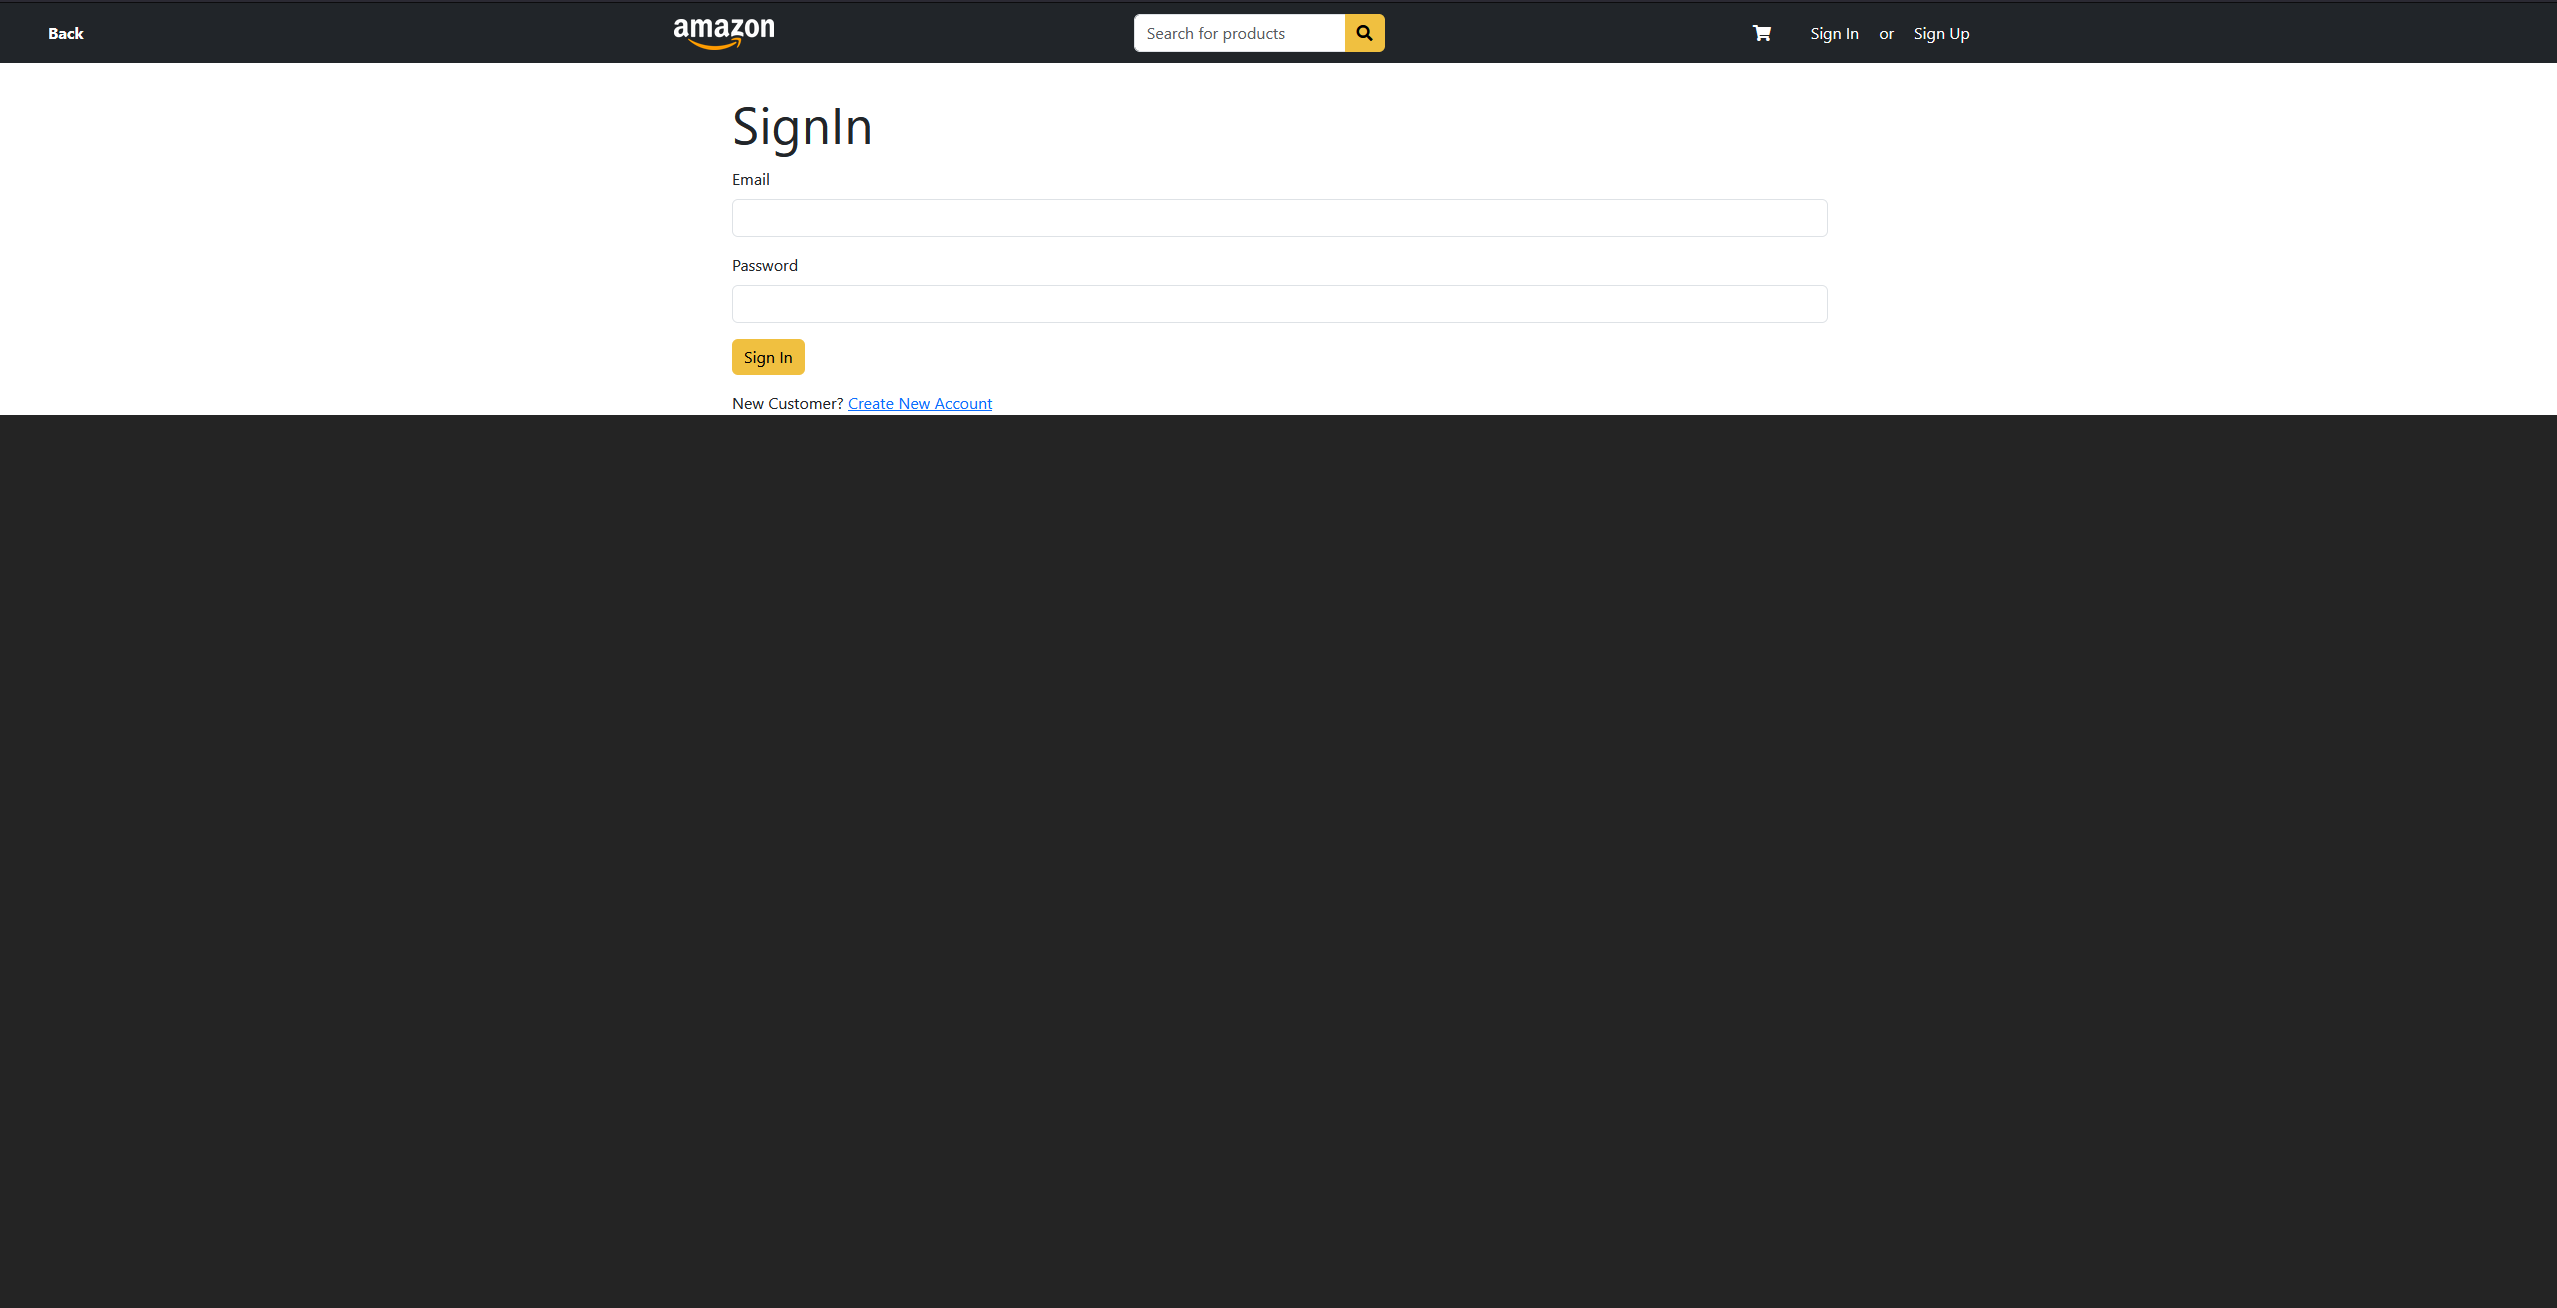 Back amazon Search for products Sign In or Sign Up
SignIn
Email
Password
Sign In
New Customer? Create New Account